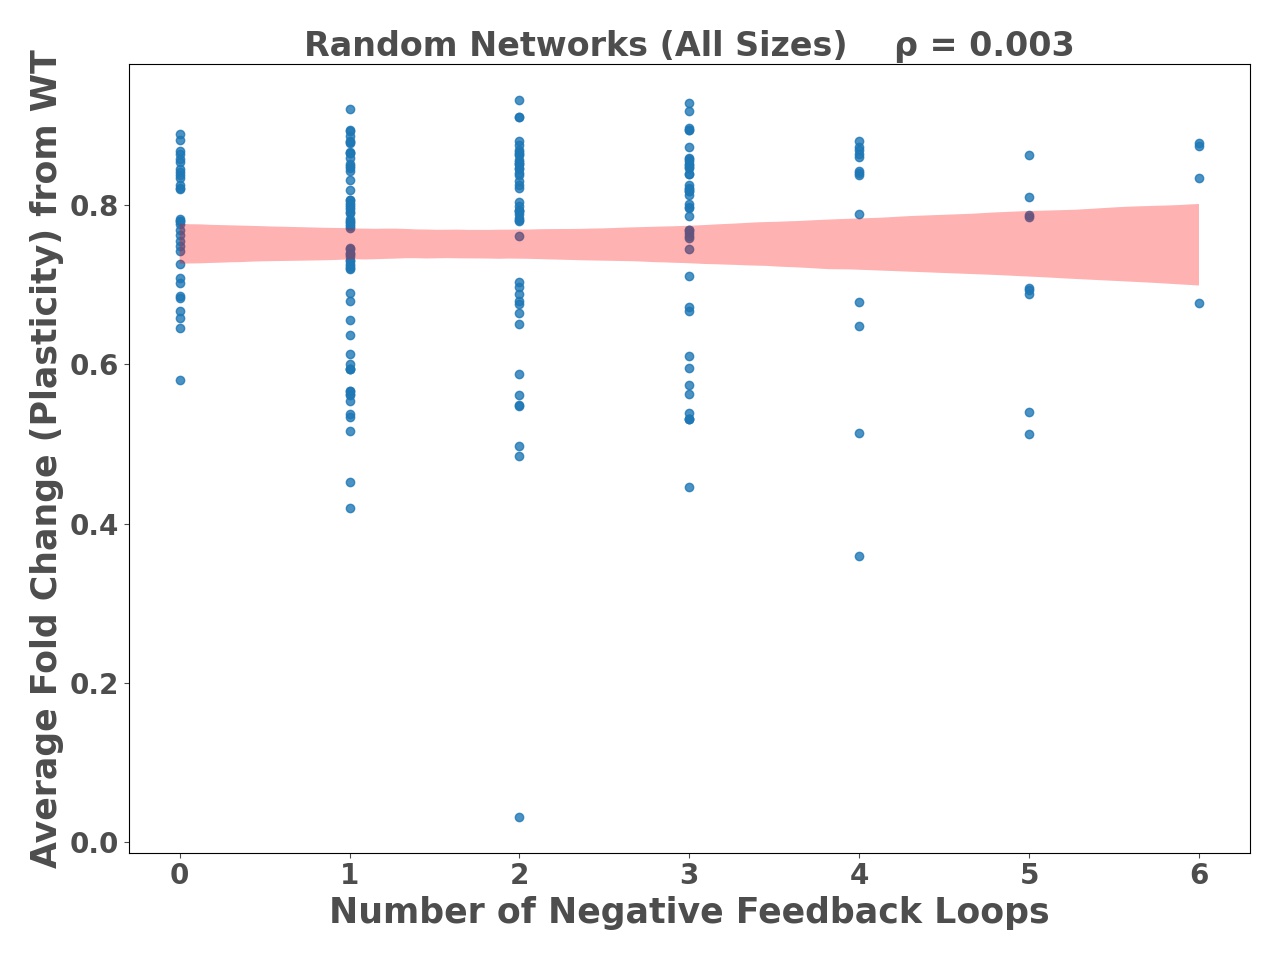 Random Networks (All Sizes)    ρ = 0.003
Average Fold Change (Plasticity) from WT
0.8
0.6
0.4
0.2
0.0
0 1 2 3 4 5 6
Number of Negative Feedback Loops